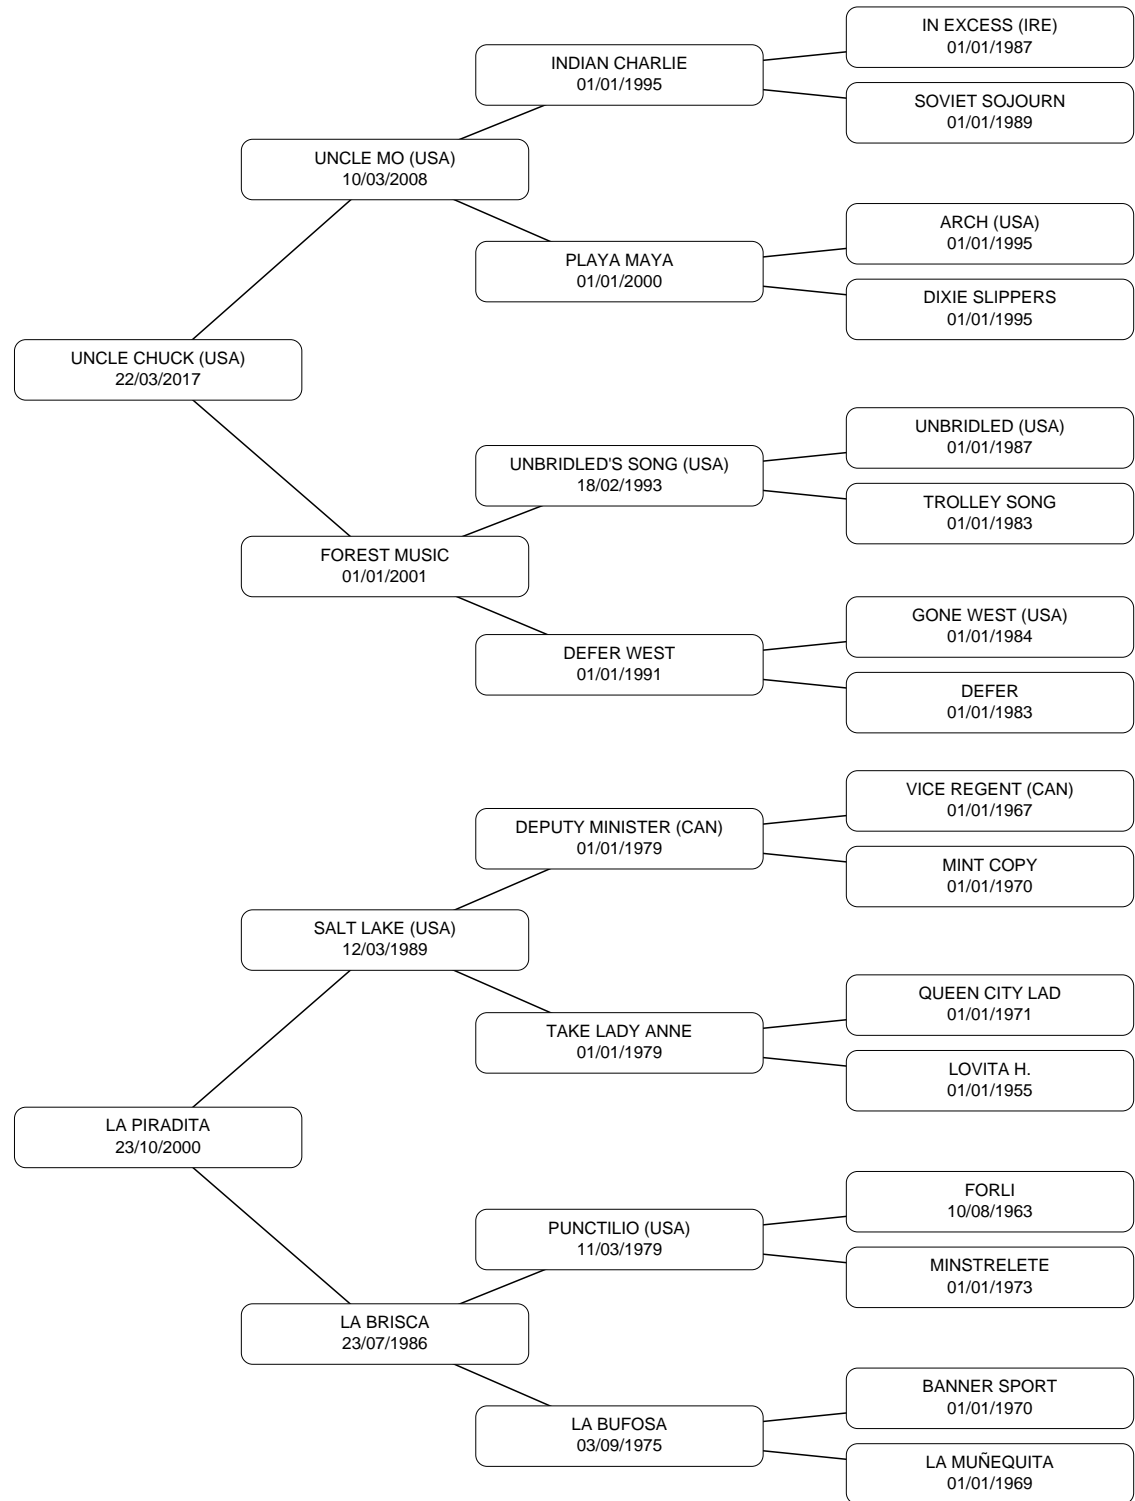 IN EXCESS (IRE)
01/01/1987
INDIAN CHARLIE
01/01/1995
SOVIET SOJOURN
01/01/1989
UNCLE MO (USA)
10/03/2008
ARCH (USA)
01/01/1995
PLAYA MAYA
01/01/2000
DIXIE SLIPPERS
01/01/1995
UNCLE CHUCK (USA)
22/03/2017
UNBRIDLED (USA)
01/01/1987
UNBRIDLED'S SONG (USA)
18/02/1993
TROLLEY SONG
01/01/1983
FOREST MUSIC
01/01/2001
GONE WEST (USA)
01/01/1984
DEFER WEST
01/01/1991
DEFER
01/01/1983
VICE REGENT (CAN)
01/01/1967
DEPUTY MINISTER (CAN)
01/01/1979
MINT COPY
01/01/1970
SALT LAKE (USA)
12/03/1989
QUEEN CITY LAD
01/01/1971
TAKE LADY ANNE
01/01/1979
LOVITA H.
01/01/1955
LA PIRADITA
23/10/2000
FORLI
10/08/1963
PUNCTILIO (USA)
11/03/1979
MINSTRELETE
01/01/1973
LA BRISCA
23/07/1986
BANNER SPORT
01/01/1970
LA BUFOSA
03/09/1975
LA MUÑEQUITA
01/01/1969